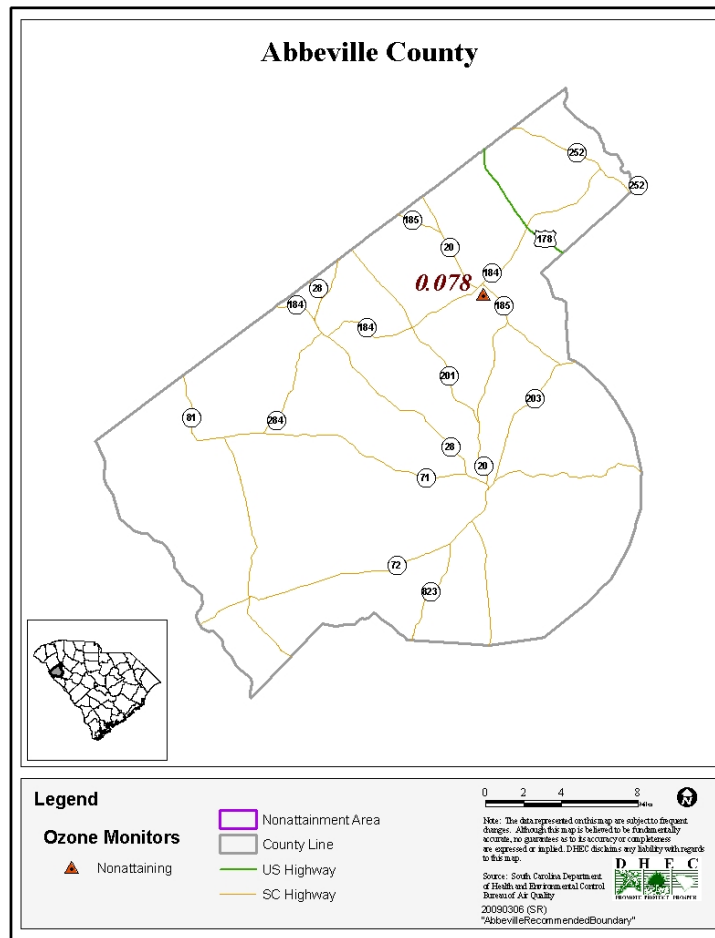 Abbeville County
252
252
185
20
178
184
0.078
28
184
185
184
201
203
81
284
28
20
71
72
823
Legend
Ozone Monitors
Nonattaining
Nonattainment Area
County Line
US Highway
SC Highway
0 2 4 8
Miles
N
Note: The data represented on this map are subject to frequent
changes. Although this map is believed to be fundamentally
accurate, no guarantees as to its accuracy or completeness
are expressed or implied. DHEC disclaims any liability with regards
to this map.
Source: South Carolina Department
of Health and Environmental Control
Bureau of Air Quality
D H E C
PROMOTE PROTECT PROSPER
20090306 (SR)
"AbbevilleRecommendedBoundary"